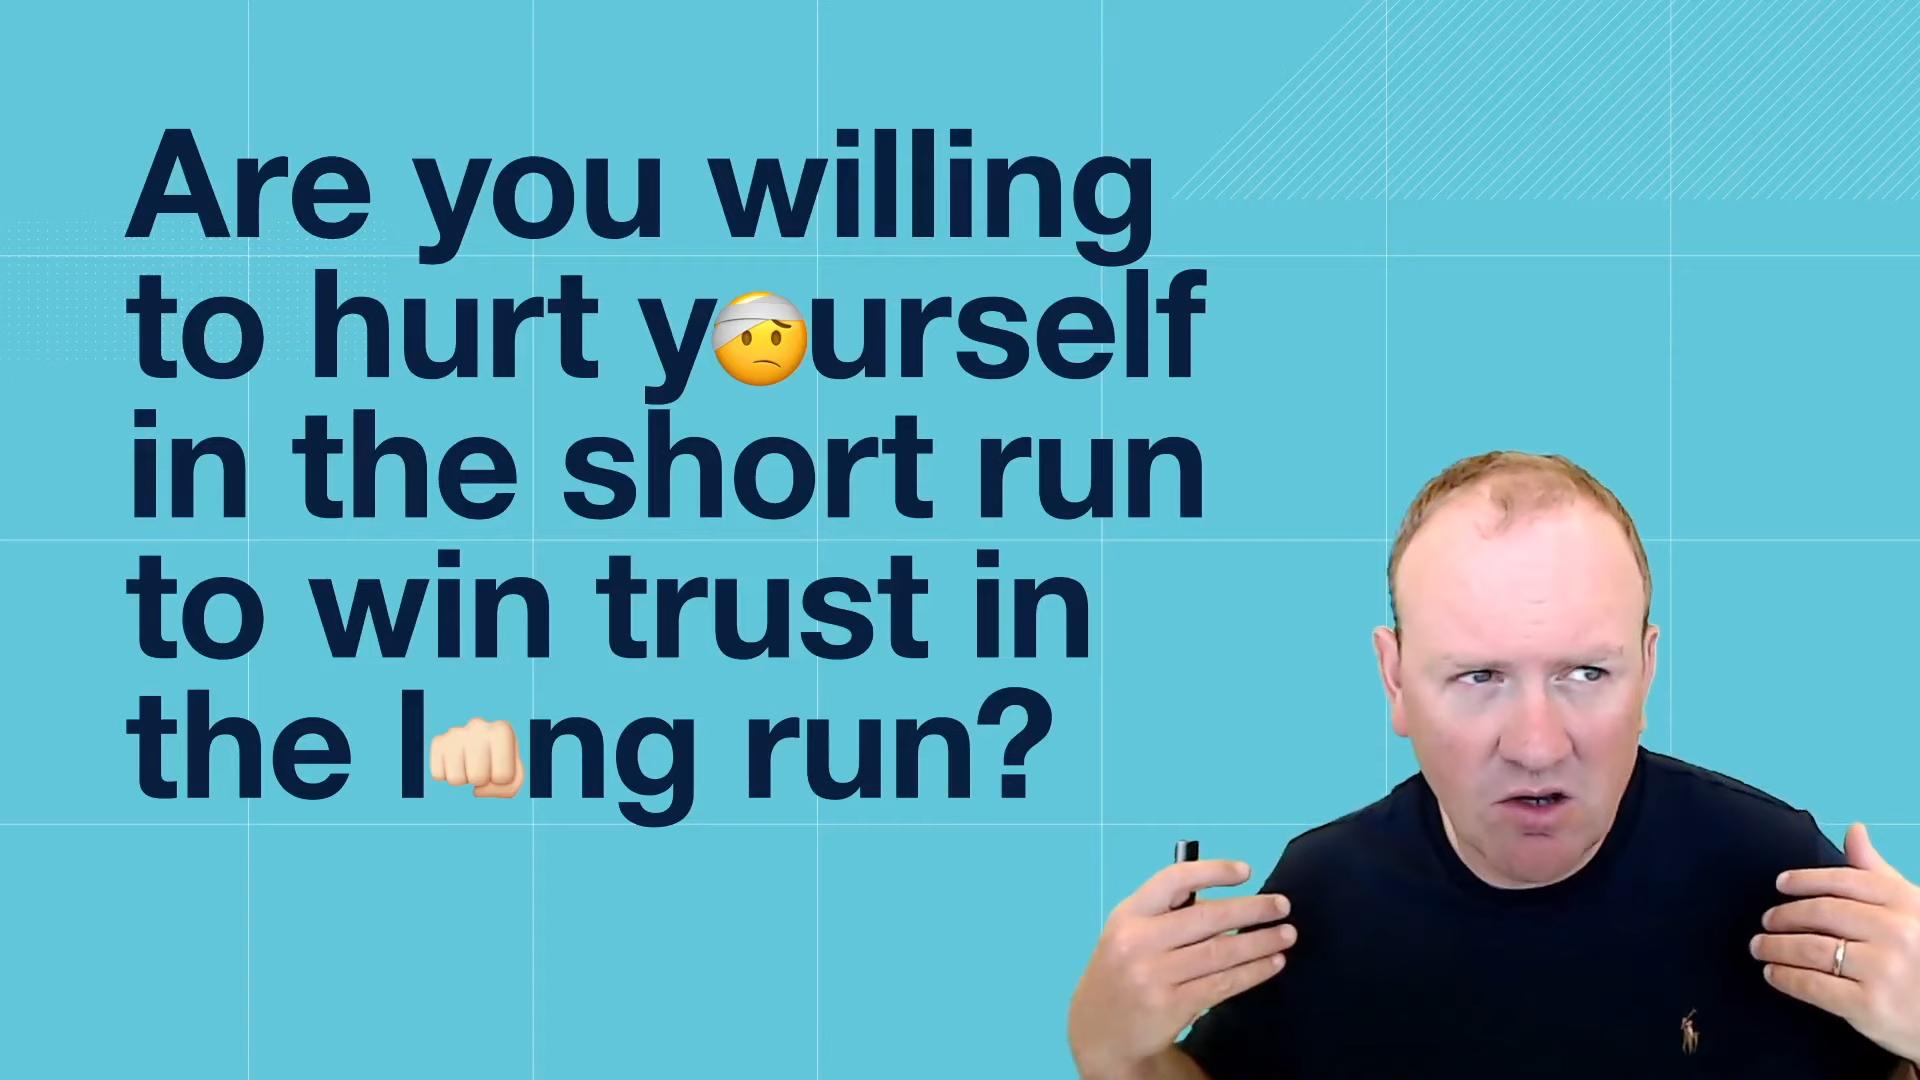 Are you willing
to hurt y🤕urself
in the short run
to win trust in
the l👊🏻ng run?